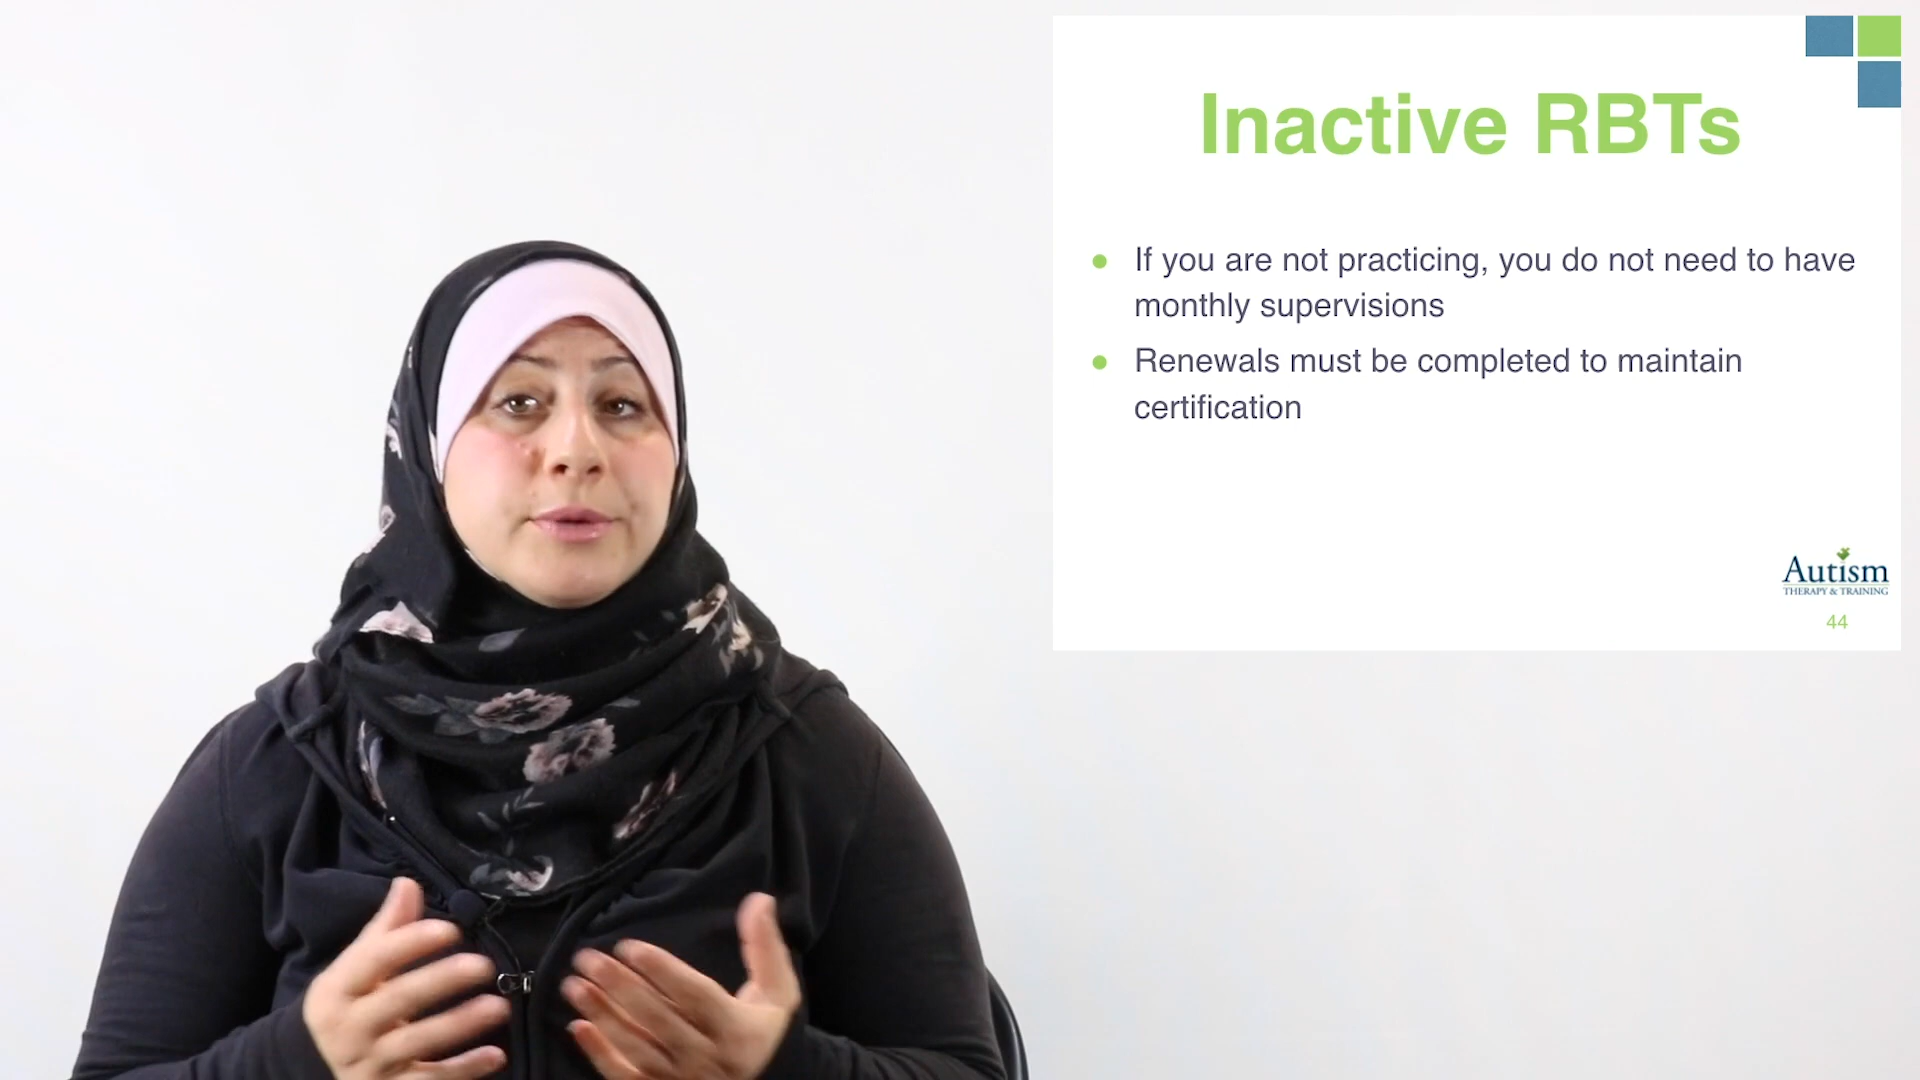 Inactive RBTs
If you are not practicing, you do not need to have
monthly supervisions
Renewals must be completed to maintain
certification
Autism
THERAPY & TRAINING
44